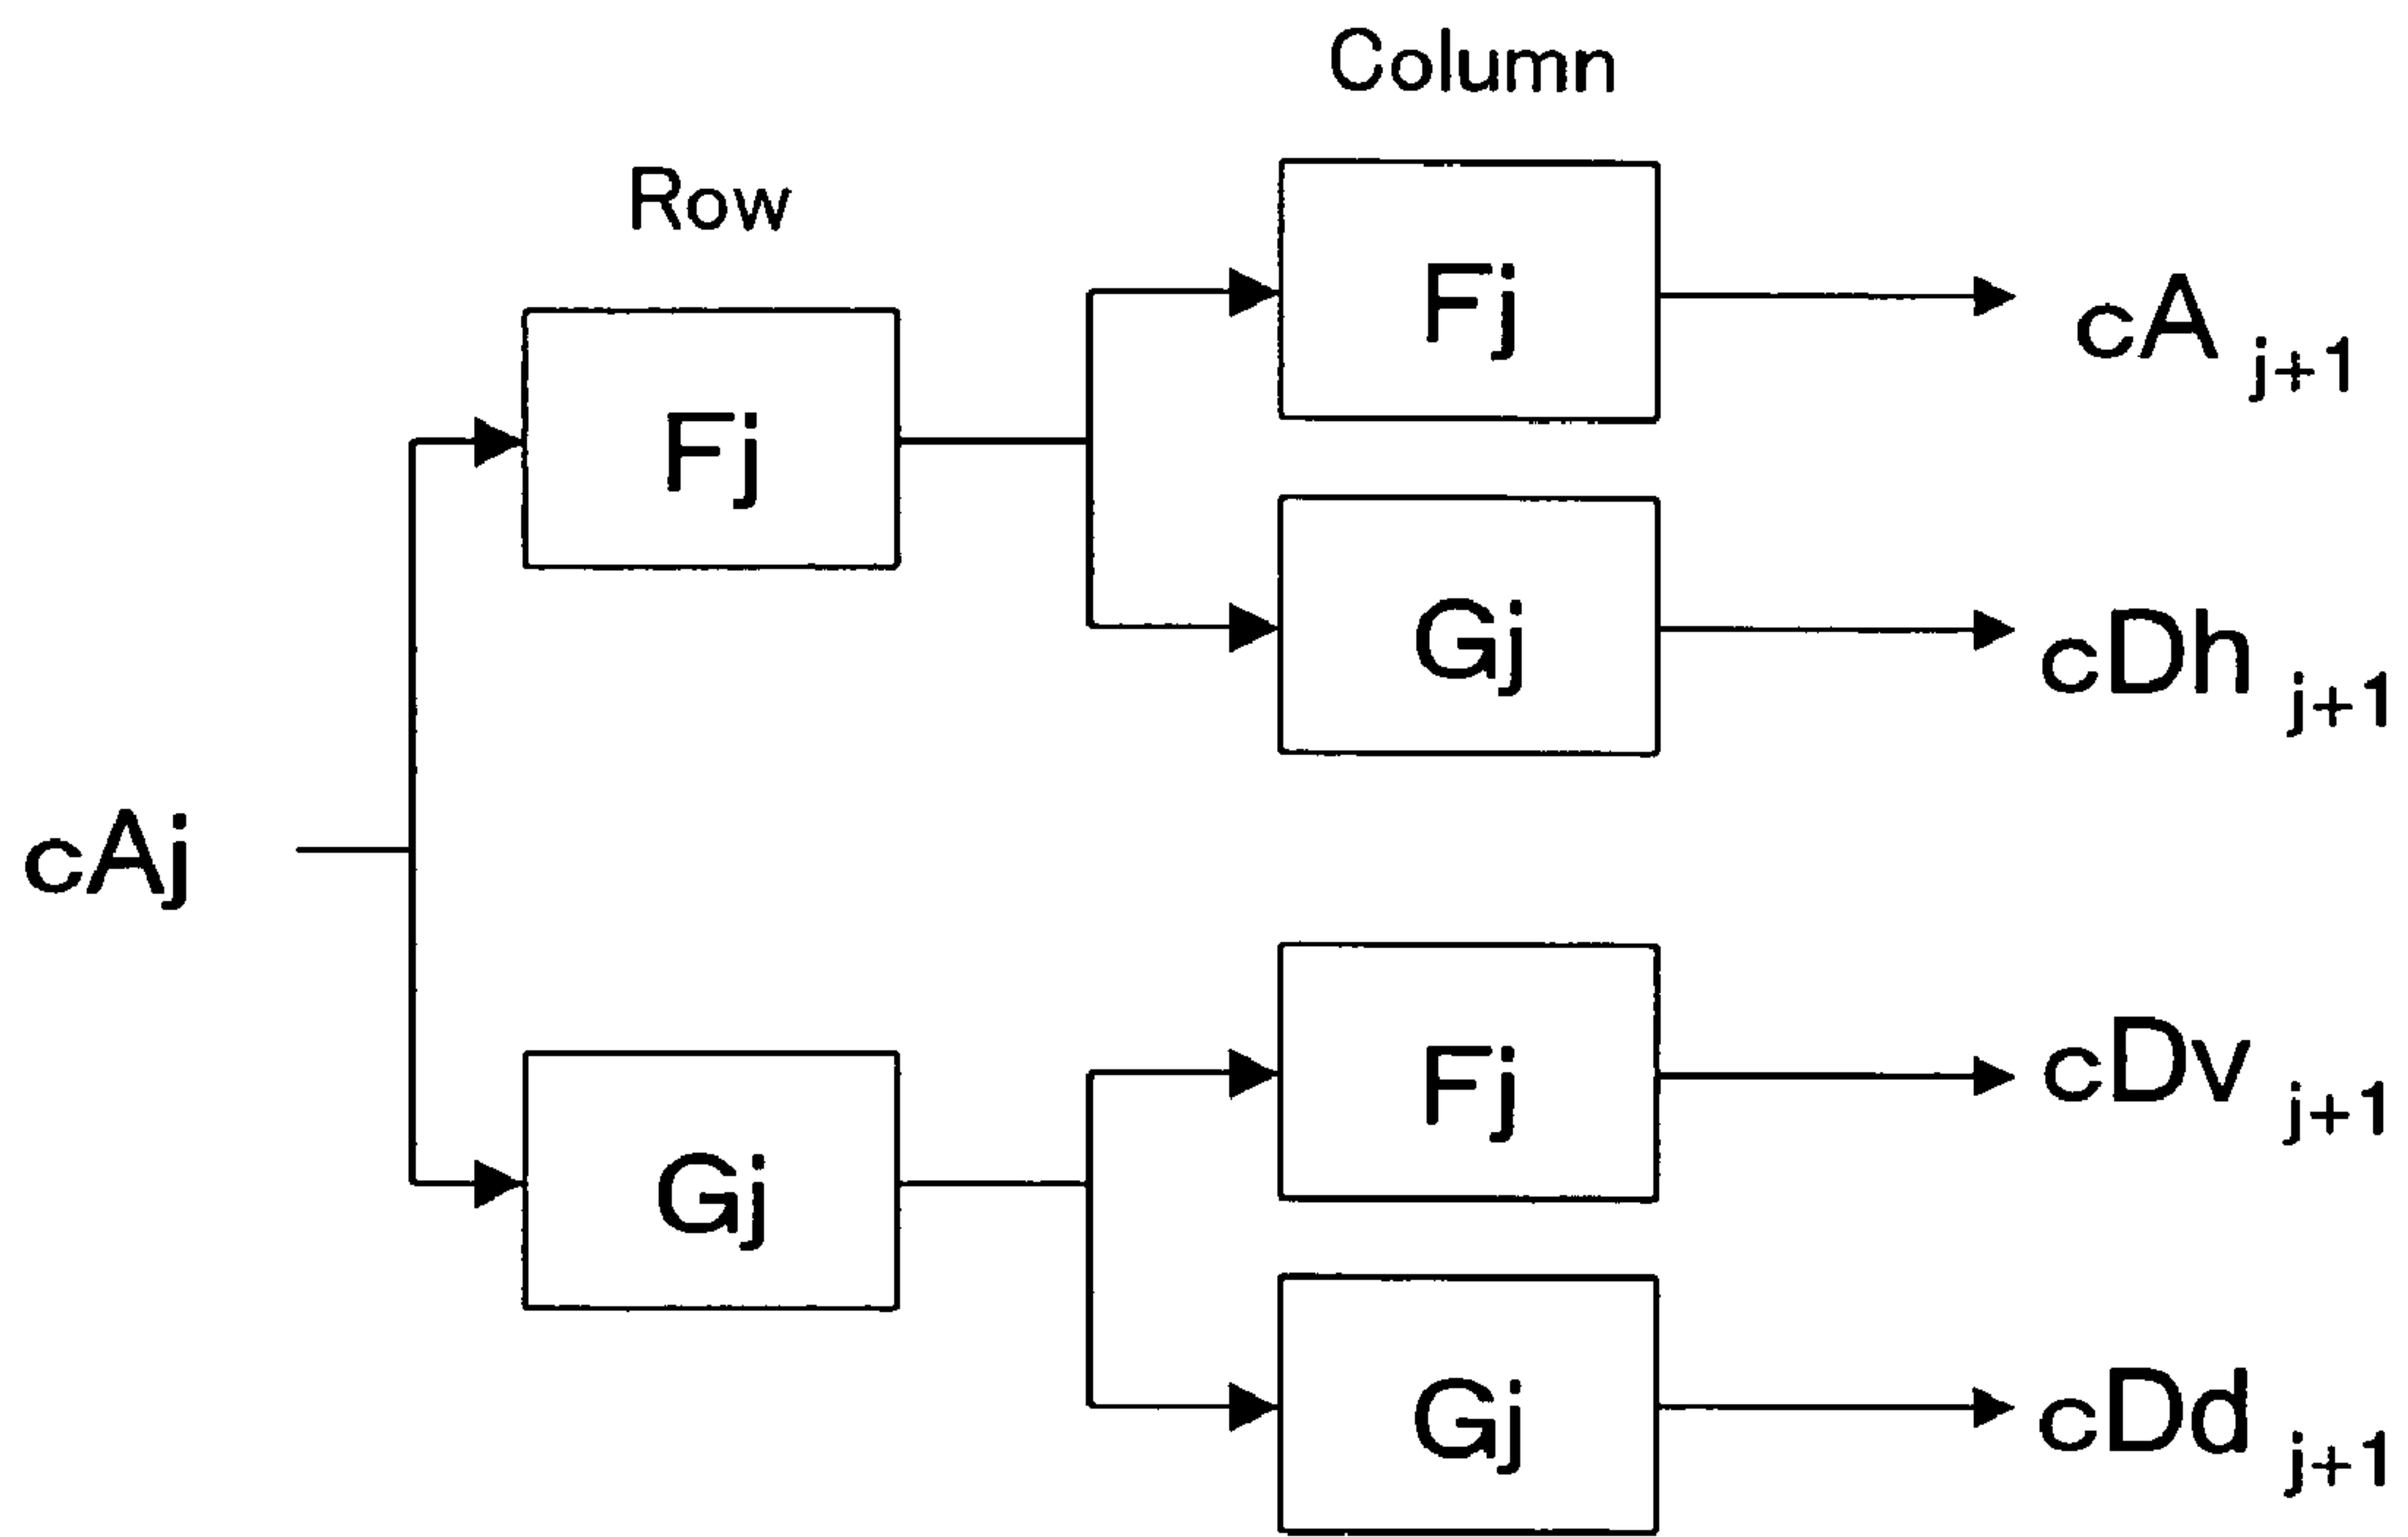 Column
Row
Fj
cA j+1
Fj
Gj
cDh j+1
cAj
Fj
cDv j+1
Gj
Gj
cDd j+1